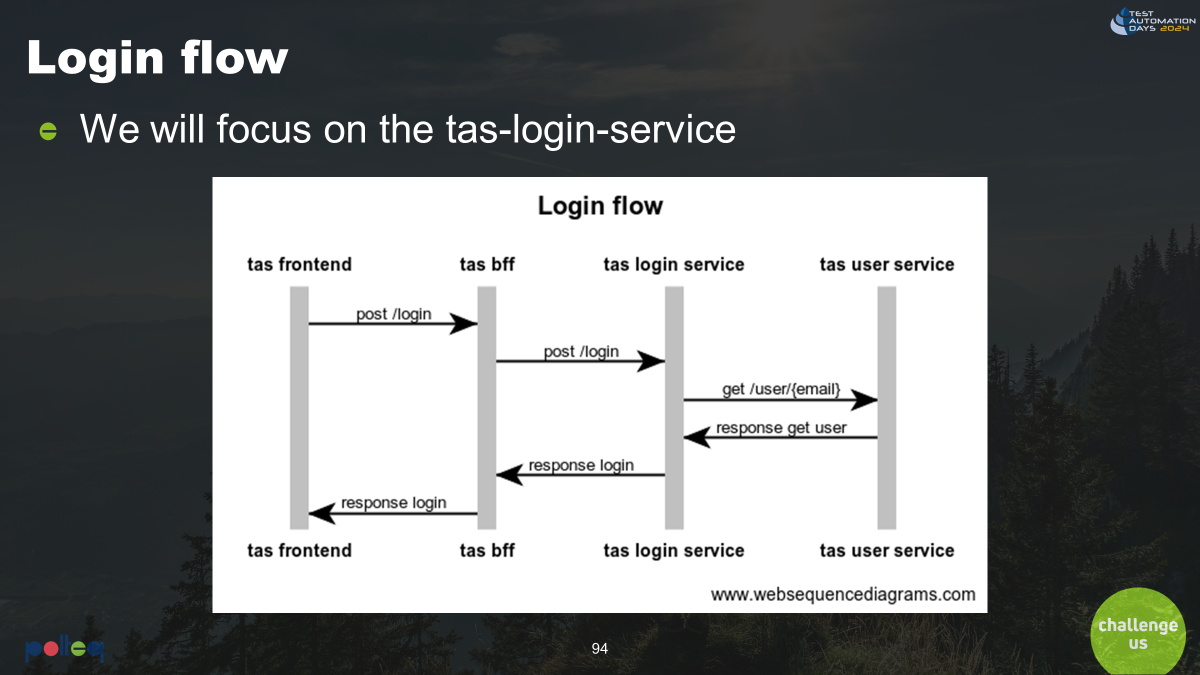 TEST
AUTOMATION
DAYS 2024
Login flow
We will focus on the tas-login-service
Login flow
tas frontend tas bff tas login service tas user service
post /login
post /login
get /user/{email}
response get user
response login
response login
tas frontend tas bff tas login service tas user service
www.websequencediagrams.com
polteq
94
challenge
us